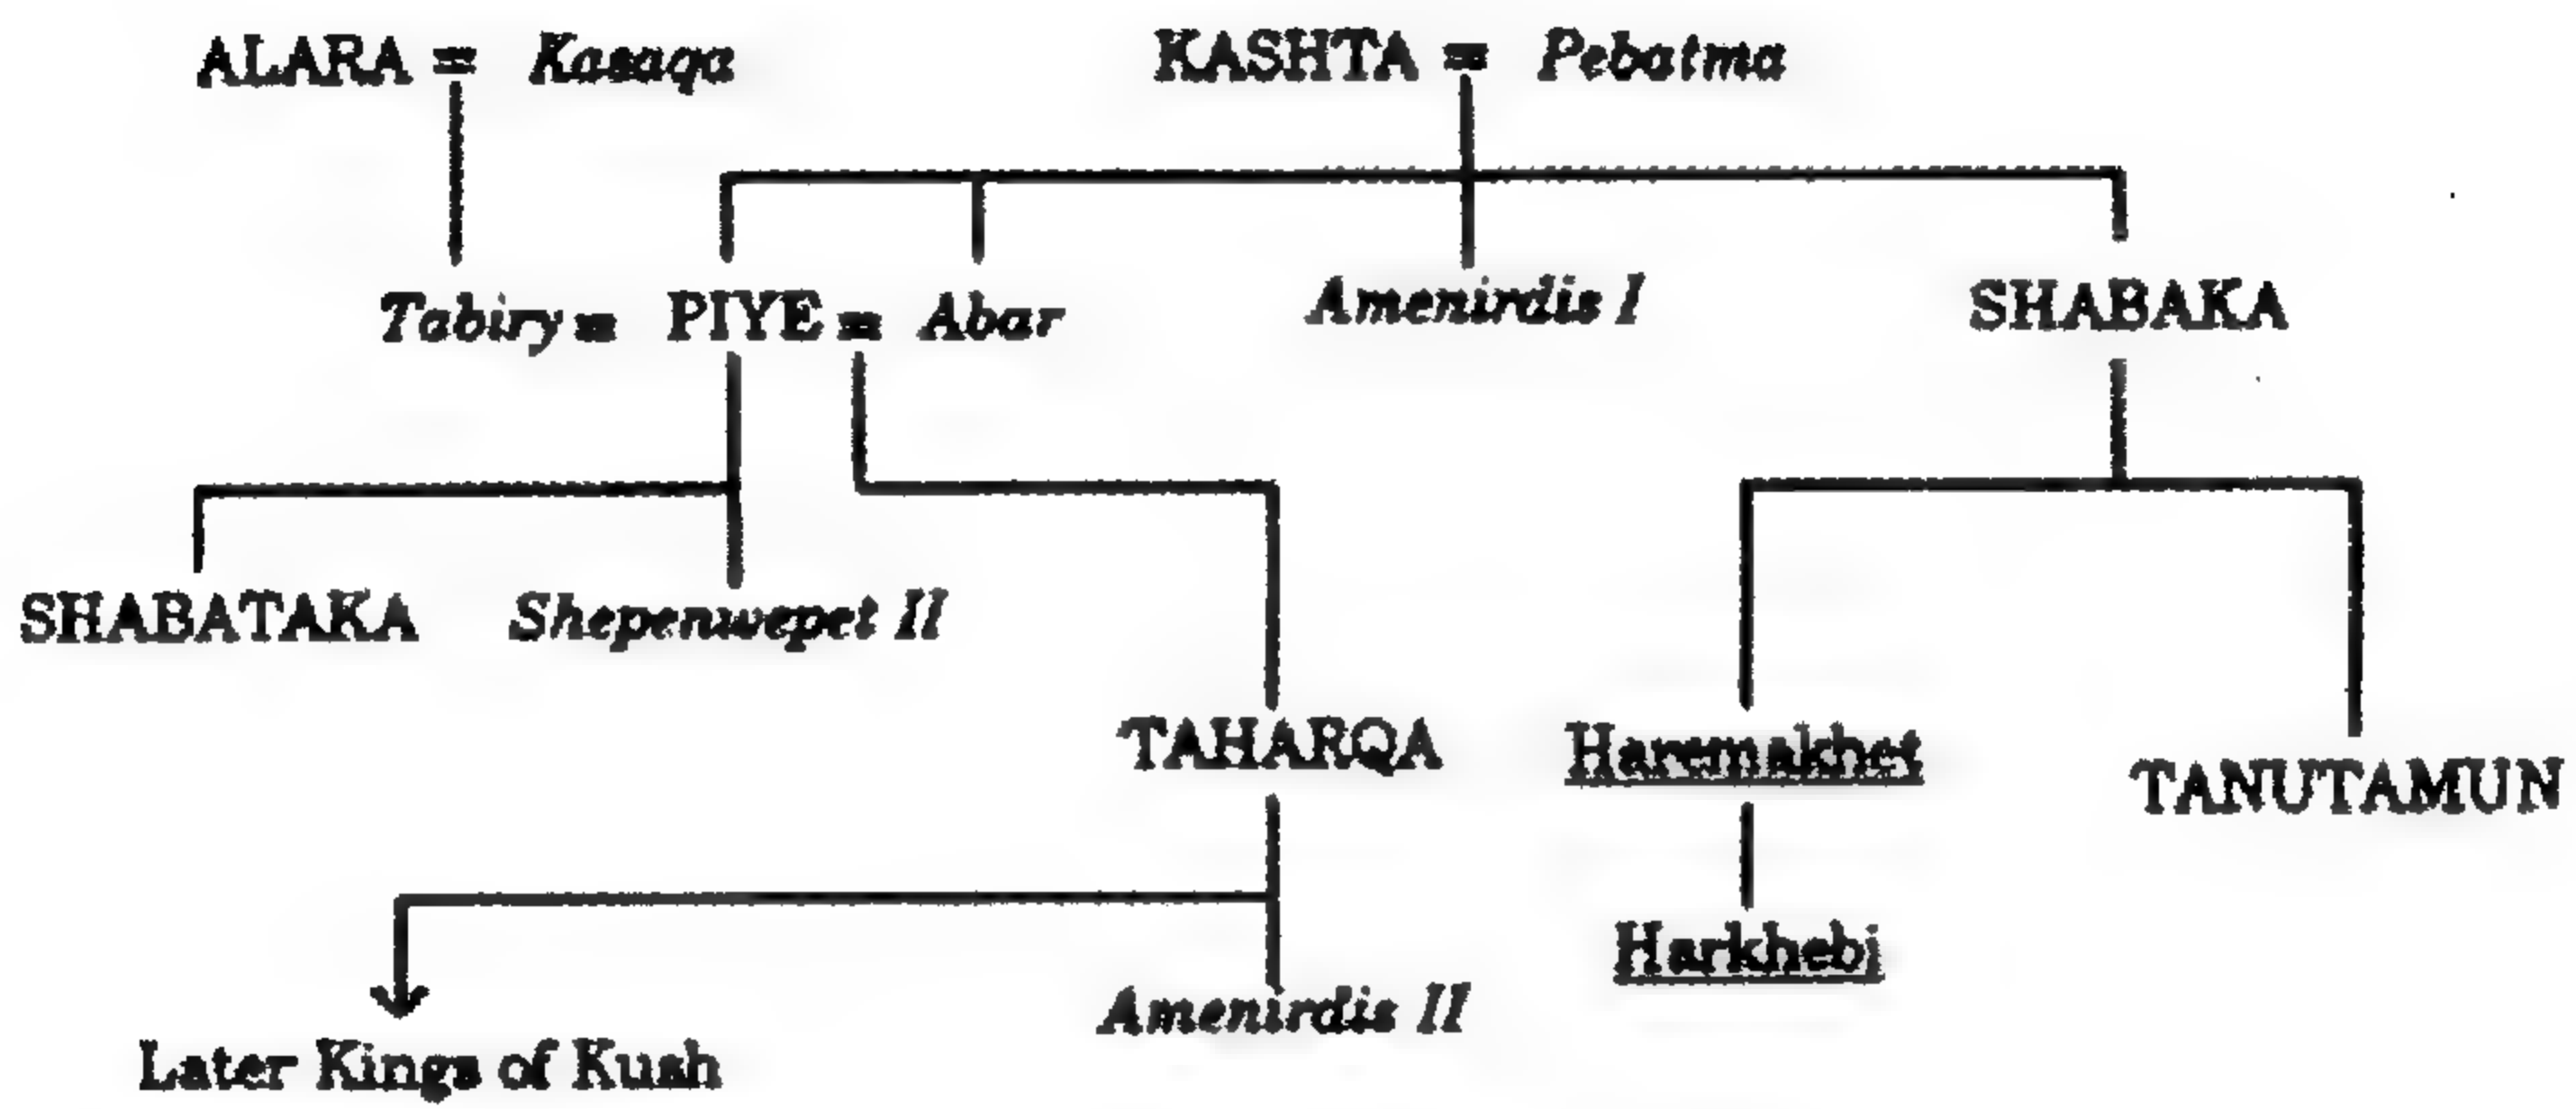 ALARA = Kasaqa KASHTA = Pebatma
Tabiry = PIYE = Abar Amenirdis I SHABAKA
SHABATAKA Shepenwepet II
TAHARQA Haremakhet TANUTAMUN
Harkhebi
Amenirdis II
Later Kings of Kush